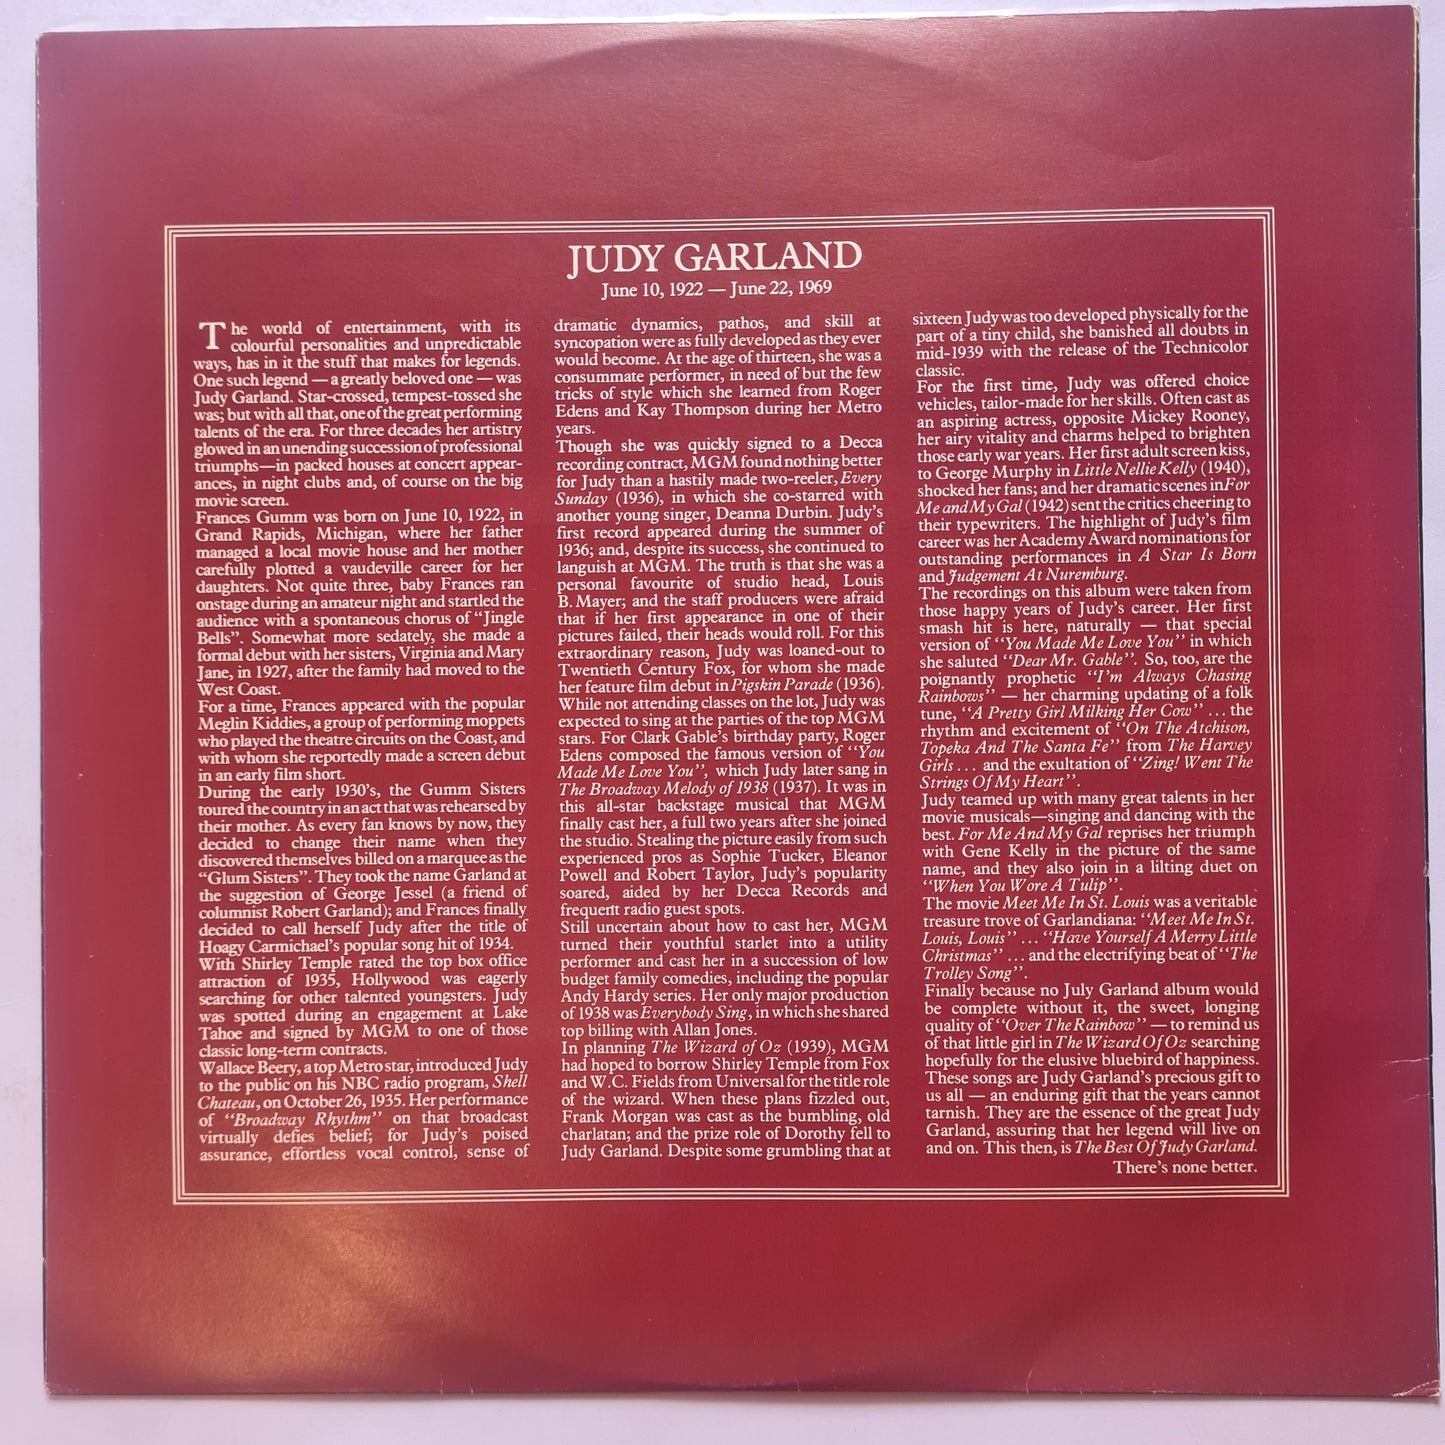 JUDY GARLAND
June 10, 1922 — June 22, 1969
The world of entertainment, with its
colourful personalities and unpredictable
ways, has in it the stuff that makes for legends.
One such legend — a greatly beloved one — was
Judy Garland. Star-crossed, tempest-tossed she
was; but with all that, one of the great performing
talents of the era. For three decades her artistry
glowed in an unending succession of professional
triumphs—in packed houses at concert appear-
ances, in night clubs and, of course on the big
movie screen.
Frances Gumm was born on June 10, 1922, in
Grand Rapids, Michigan, where her father
managed a local movie house and her mother
carefully plotted a vaudeville career for her
daughters. Not quite three, baby Frances ran
onstage during an amateur night and startled the
audience with a spontaneous chorus of “Jingle
Bells”. Somewhat more sedately, she made a
formal debut with her sisters, Virginia and Mary
Jane, in 1927, after the family had moved to the
West Coast.
For a time, Frances appeared with the popular
Meglin Kiddies, a group of performing moppets
who played the theatre circuits on the Coast, and
with whom she reportedly made a screen debut
in an early film short.
During the early 1930’s, the Gumm Sisters
toured the country in an act that was rehearsed by
their mother. As every fan knows by now, they
decided to change their name when they
discovered themselves billed on a marquee as the
“Glum Sisters”. They took the name Garland at
the suggestion of George Jessel (a friend of
columnist Robert Garland); and Frances finally
decided to call herself Judy after the title of
Hoagy Carmichael’s popular song hit of 1934.
With Shirley Temple rated the top box office
attraction of 1935, Hollywood was eagerly
searching for other talented youngsters. Judy
was spotted during an engagement at Lake
Tahoe and signed by MGM to one of those
classic long-term contracts.
Wallace Beery, a top Metro star, introduced Judy
to the public on his NBC radio program, Shell
Chateau, on October 26, 1935. Her performance
of “Broadway Rhythm” on that broadcast
virtually defies belief; for Judy’s poised
assurance, effortless vocal control, sense of
dramatic dynamics, pathos, and skill at
syncopation were as fully developed as they ever
would become. At the age of thirteen, she was a
consummate performer, in need of but the few
tricks of style which she learned from Roger
Edens and Kay Thompson during her Metro
years.
Though she was quickly signed to a Decca
recording contract, MGM found nothing better
for Judy than a hastily made two-reeler, Every
Sunday (1936), in which she co-starred with
another young singer, Deanna Durbin. Judy’s
first record appeared during the summer of
1936; and, despite its success, she continued to
languish at MGM. The truth is that she was a
personal favourite of studio head, Louis
B. Mayer; and the staff producers were afraid
that if her first appearance in one of their
pictures failed, their heads would roll. For this
extraordinary reason, Judy was loaned-out to
Twentieth Century Fox, for whom she made
her feature film debut in Pigskin Parade (1936).
While not attending classes on the lot, Judy was
expected to sing at the parties of the top MGM
stars. For Clark Gable’s birthday party, Roger
Edens composed the famous version of “You
Made Me Love You”, which Judy later sang in
The Broadway Melody of 1938 (1937). It was in
this all-star backstage musical that MGM
finally cast her, a full two years after she joined
the studio. Stealing the picture easily from such
experienced pros as Sophie Tucker, Eleanor
Powell and Robert Taylor, Judy’s popularity
soared, aided by her Decca Records and
frequent radio guest spots.
Still uncertain about how to cast her, MGM
turned their youthful starlet into a utility
performer and cast her in a succession of low
budget family comedies, including the popular
Andy Hardy series. Her only major production
of 1938 was Everybody Sing, in which she shared
top billing with Allan Jones.
In planning The Wizard of Oz (1939), MGM
had hoped to borrow Shirley Temple from Fox
and W.C. Fields from Universal for the title role
of the wizard. When these plans fizzled out,
Frank Morgan was cast as the bumbling, old
charlatan; and the prize role of Dorothy fell to
Judy Garland. Despite some grumbling that at
sixteen Judy was too developed physically for the
part of a tiny child, she banished all doubts in
mid-1939 with the release of the Technicolor
classic.
For the first time, Judy was offered choice
vehicles, tailor-made for her skills. Often cast as
an aspiring actress, opposite Mickey Rooney,
her airy vitality and charms helped to brighten
those early war years. Her first adult screen kiss,
to George Murphy in Little Nellie Kelly (1940),
shocked her fans; and her dramatic scenes in For
Me and My Gal (1942) sent the critics cheering to
their typewriters. The highlight of Judy’s film
career was her Academy Award nominations for
outstanding performances in A Star Is Born
and Judgement At Nuremburg.
The recordings on this album were taken from
those happy years of Judy’s career. Her first
smash hit is here, naturally — that special
version of “You Made Me Love You” in which
she saluted “Dear Mr. Gable”. So, too, are the
poignantly prophetic “I’m Always Chasing
Rainbows” — her charming updating of a folk
tune, “A Pretty Girl Milking Her Cow” ... the
rhythm and excitement of “On The Atchison,
Topeka And The Santa Fe” from The Harvey
Girls ... and the exultation of “Zing! Went The
Strings Of My Heart”.
Judy teamed up with many great talents in her
movie musicals—singing and dancing with the
best. For Me And My Gal reprises her triumph
with Gene Kelly in the picture of the same
name, and they also join in a lilting duet on
“When You Wore A Tulip”.
The movie Meet Me In St. Louis was a veritable
treasure trove of Garlandiana: “Meet Me In St.
Louis, Louis” ... “Have Yourself A Merry Little
Christmas” ... and the electrifying beat of “The
Trolley Song”.
Finally because no July Garland album would
be complete without it, the sweet, longing
quality of “Over The Rainbow” — to remind us
of that little girl in The Wizard Of Oz searching
hopefully for the elusive bluebird of happiness.
These songs are Judy Garland’s precious gift to
us all — an enduring gift that the years cannot
tarnish. They are the essence of the great Judy
Garland, assuring that her legend will live on
and on. This then, is The Best Of Judy Garland.
There’s none better.